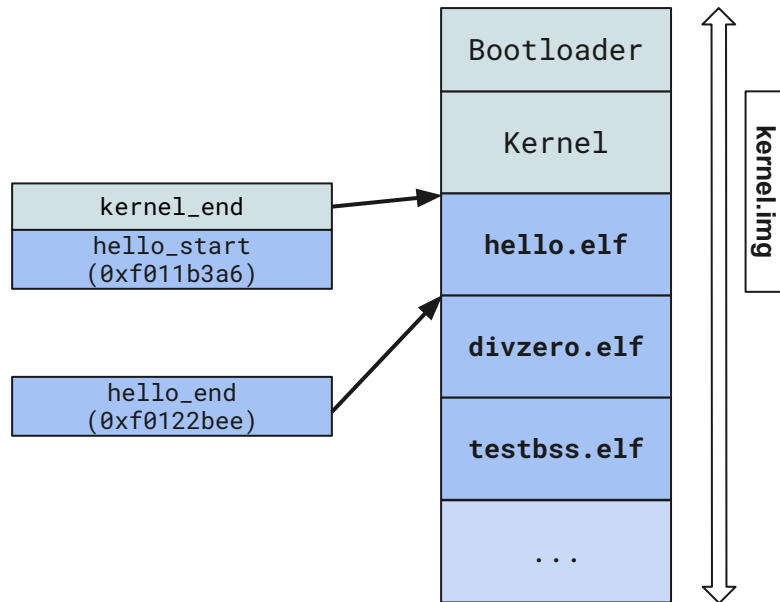 Bootloader
Kernel
kernel_end
hello_start
(0xf011b3a6)
hello.elf
hello_end
(0xf0122bee)
divzero.elf
testbss.elf
...
kernel.img